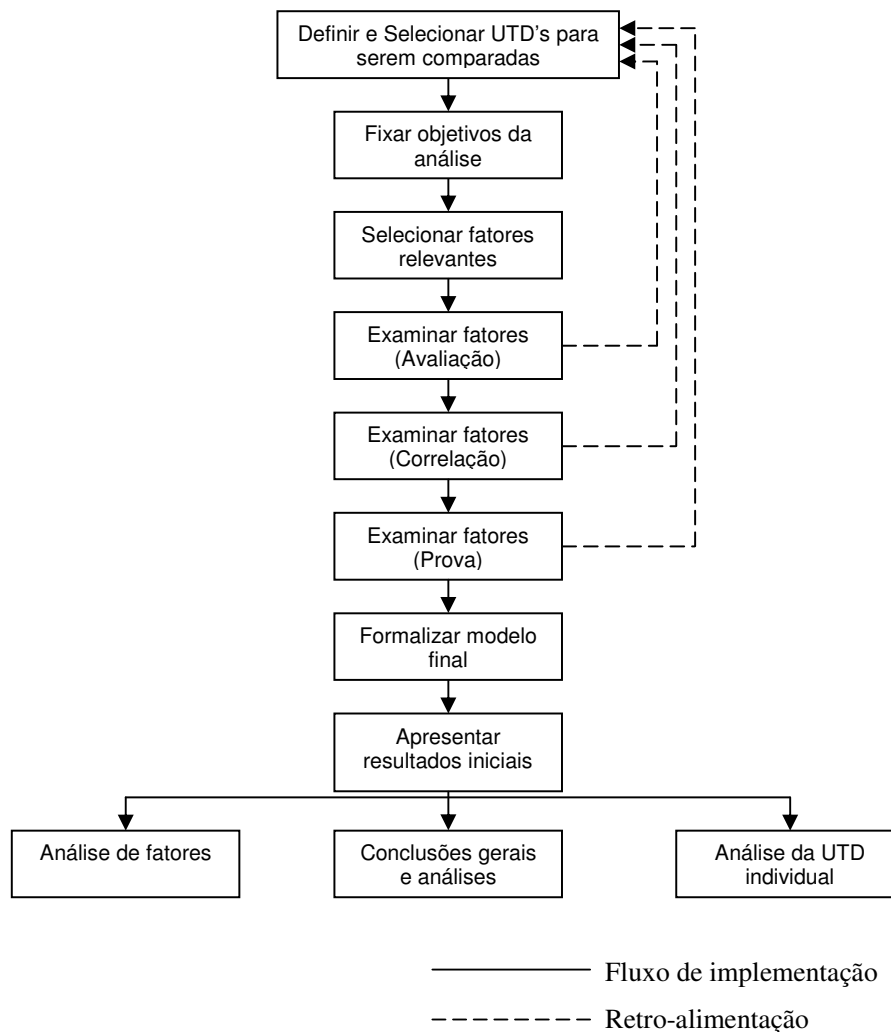 Definir e Selecionar UTD's para
serem comparadas
Fixar objetivos da
análise
Selecionar fatores
relevantes
Examinar fatores
(Avaliação)
Examinar fatores
(Correlação)
Examinar fatores
(Prova)
Formalizar modelo
final
Apresentar
resultados iniciais
Análise de fatores
Conclusões gerais
e análises
Análise da UTD
individual
Fluxo de implementação
Retro-alimentação